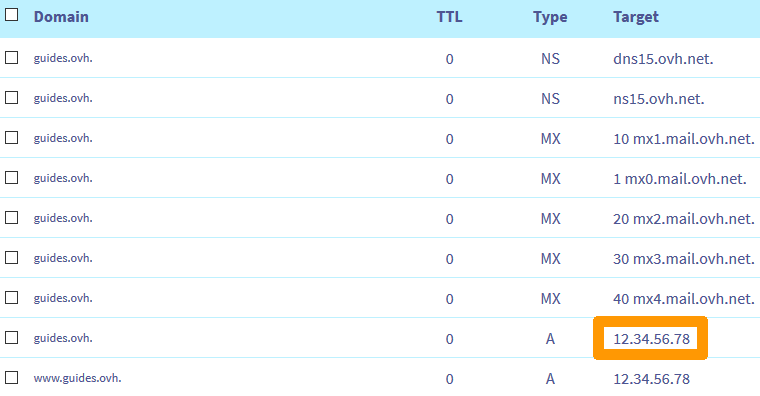 Domain TTL Type Target
guides.ovh. 0 NS dns15.ovh.net.
guides.ovh. 0 NS ns15.ovh.net.
guides.ovh. 0 MX 10 mx1.mail.ovh.net.
guides.ovh. 0 MX 1 mx0.mail.ovh.net.
guides.ovh. 0 MX 20 mx2.mail.ovh.net.
guides.ovh. 0 MX 30 mx3.mail.ovh.net.
guides.ovh. 0 MX 40 mx4.mail.ovh.net.
guides.ovh. 0 A 12.34.56.78
www.guides.ovh. 0 A 12.34.56.78